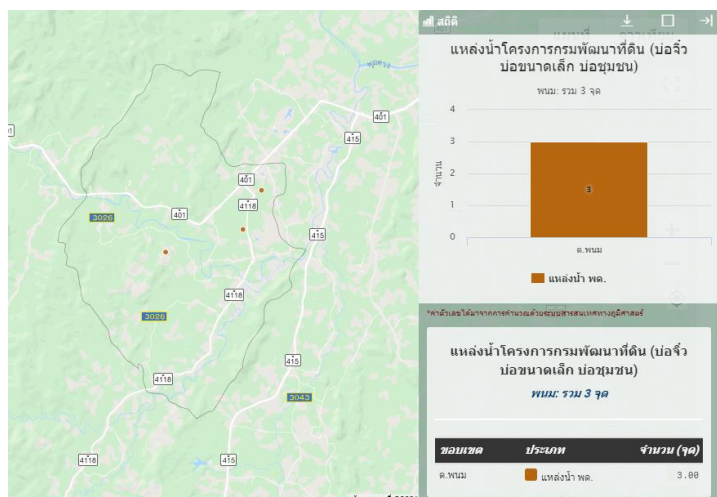 สถิติ
แหล่งน้ำโครงการกรมพัฒนาที่ดิน (บ่อจิ๋ว
บ่อขนาดเล็ก บ่อชุมชน)
พนม: รวม 3 จุด
จำนวน
4
3
2
1
0
3
ต.พนม
แหล่งน้ำ พด.
*ค่าตัวเลขได้มาจากการคำนวณด้วยระบบสารสนเทศทางภูมิศาสตร์
แหล่งน้ำโครงการกรมพัฒนาที่ดิน (บ่อจิ๋ว
บ่อขนาดเล็ก บ่อชุมชน)
พนม: รวม 3 จุด
ขอบเขต ประเภท จำนวน (จุด)
ต.พนม แหล่งน้ำ พด. 3.00
401
415
401
4118
3026
401
415
4118
3026
415
4118
3043
4118
415